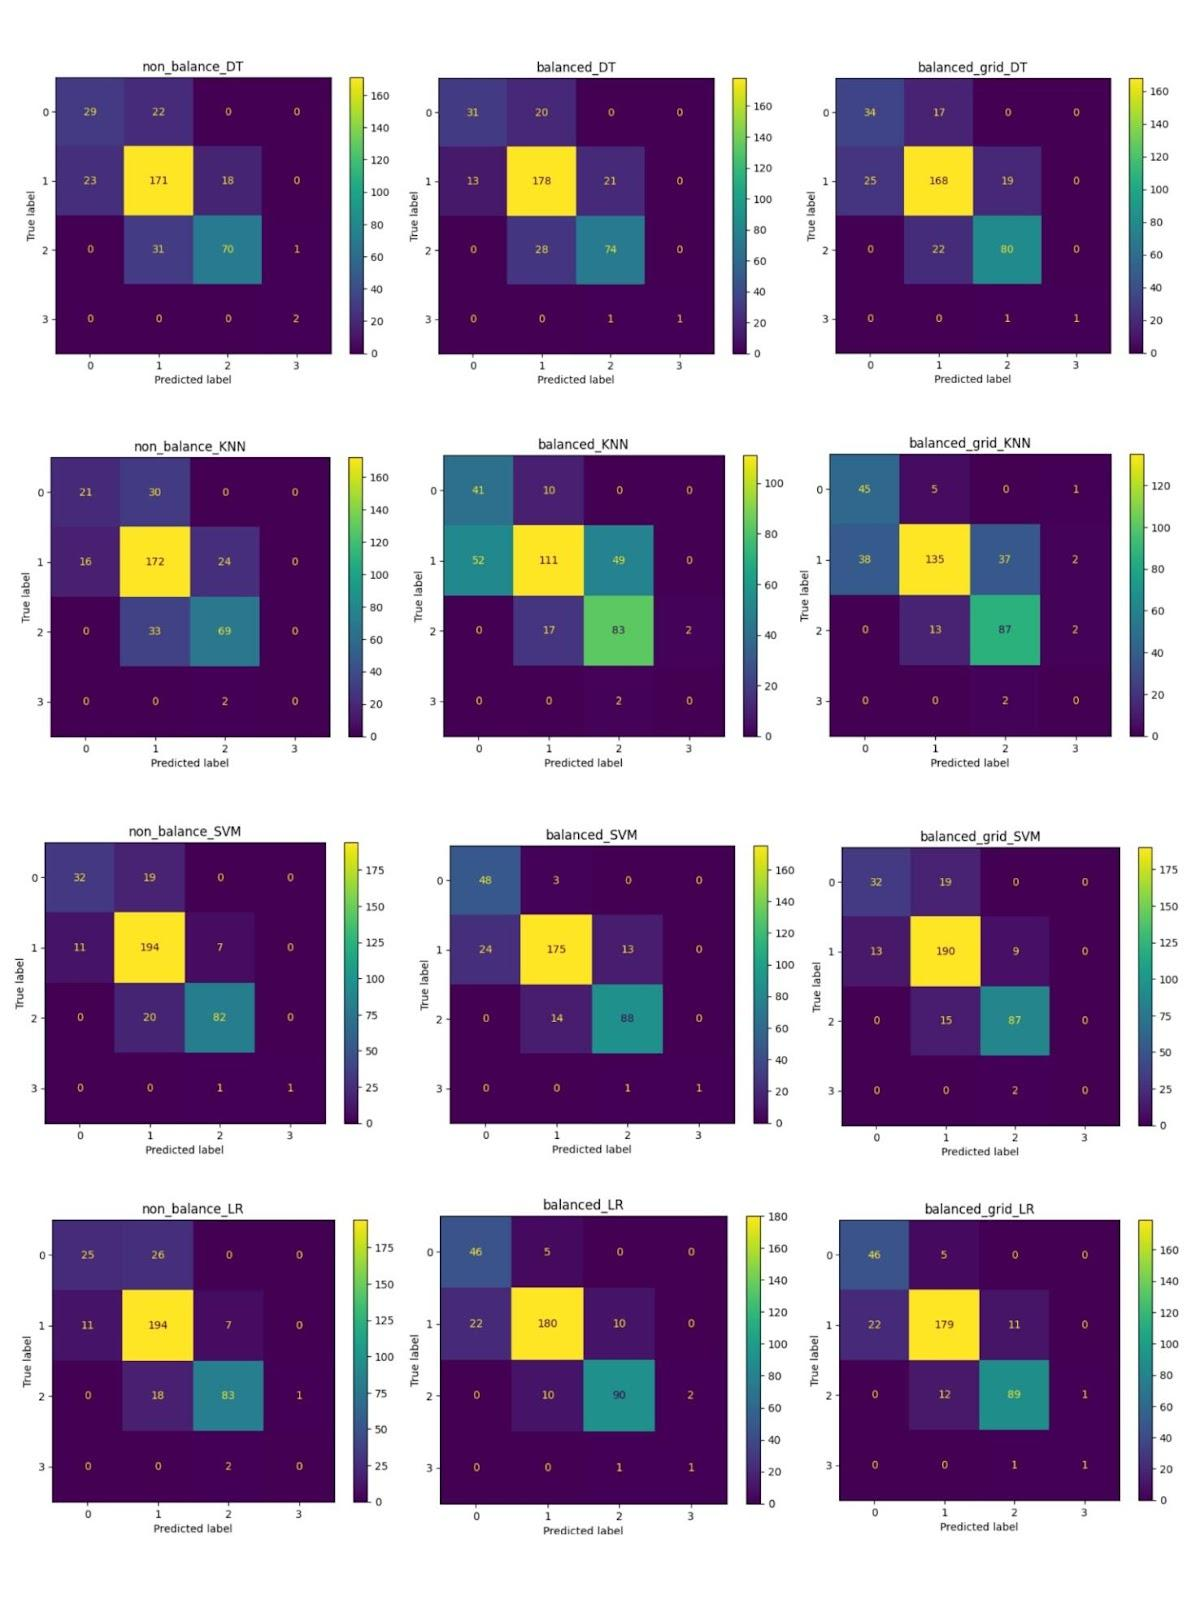 non_balance_DT
160
0 29 22 0 0
140
120
1 23 171 18 0
100
True label
80
2 0 31 70 1
60
40
3 0 0 0 2
20
0
0 1 2 3
Predicted label
balanced_DT
160
0 31 20 0 0
140
120
1 13 178 21 0
100
True label
80
2 0 28 74 0
60
40
3 0 0 1 1
20
0
0 1 2 3
Predicted label
balanced_grid_DT
160
0 34 17 0 0
140
120
1 25 168 19 0
100
True label
80
2 0 22 80 0
60
40
3 0 0 1 1
20
0
0 1 2 3
Predicted label
non_balance_KNN
160
0 21 30 0 0
140
120
1 16 172 24 0
100
True label
80
2 0 33 69 0
60
40
3 0 0 2 0
20
0
0 1 2 3
Predicted label
balanced_KNN
100
0 41 10 0 0
80
1 52 111 49 0
60
True label
2 0 17 83 2
40
20
3 0 0 2 0
0
0 1 2 3
Predicted label
balanced_grid_KNN
120
0 45 5 0 1
100
1 38 135 37 2
80
True label
60
2 0 13 87 2
40
3 0 0 2 0
20
0
0 1 2 3
Predicted label
non_balance_SVM
175
0 32 19 0 0
150
125
1 11 194 7 0
100
True label
75
2 0 20 82 0
50
3 0 0 1 1
25
0
0 1 2 3
Predicted label
balanced_SVM
160
0 48 3 0 0
140
120
1 24 175 13 0
100
True label
80
2 0 14 88 0
60
40
3 0 0 1 1
20
0
0 1 2 3
Predicted label
balanced_grid_SVM
175
0 32 19 0 0
150
125
1 13 190 9 0
100
True label
75
2 0 15 87 0
50
3 0 0 2 0
25
0
0 1 2 3
Predicted label
non_balance_LR
175
0 25 26 0 0
150
125
1 11 194 7 0
100
True label
75
2 0 18 83 1
50
3 0 0 2 0
25
0
0 1 2 3
Predicted label
balanced_LR
180
160
0 46 5 0 0
140
120
1 22 180 10 0
100
True label
80
2 0 10 90 2
60
40
3 0 0 1 1
20
0
0 1 2 3
Predicted label
balanced_grid_LR
160
0 46 5 0 0
140
120
1 22 179 11 0
100
True label
80
2 0 12 89 1
60
40
3 0 0 1 1
20
0
0 1 2 3
Predicted label